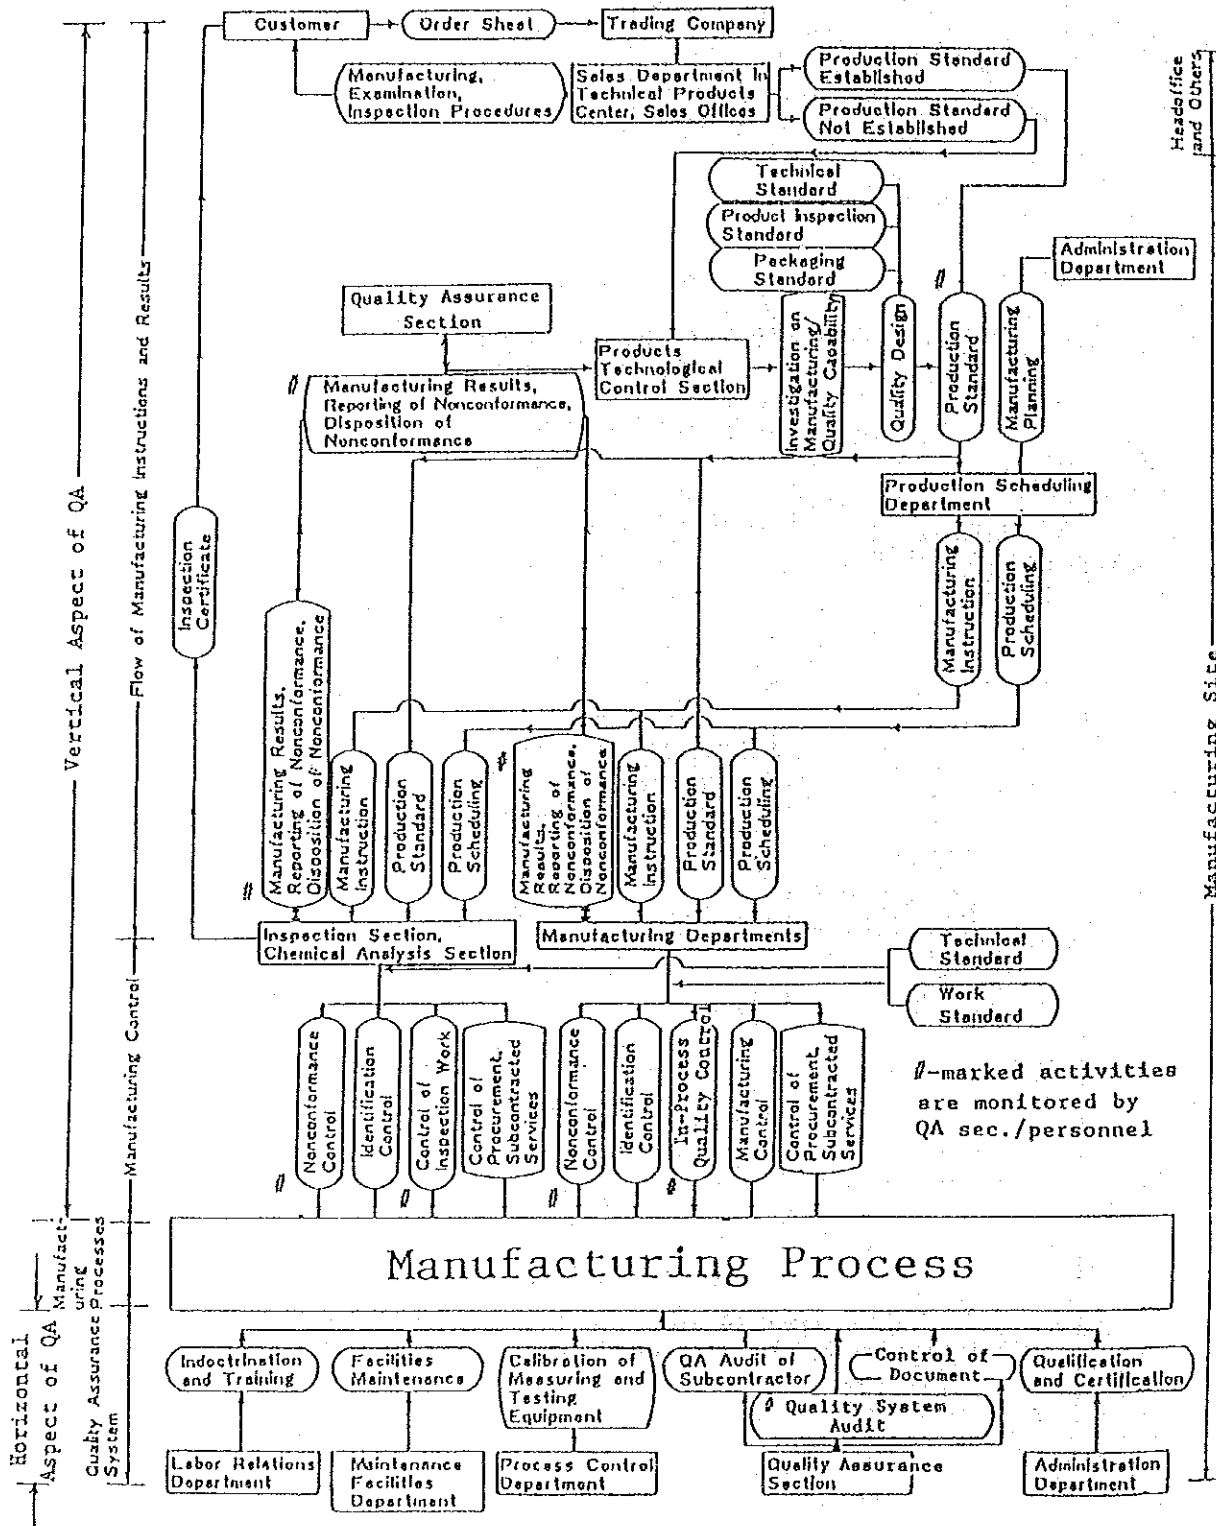 Customer
Order Sheet
Trading Company
Manufacturing,
Examination,
Inspection Procedures
Sales Department In
Technical Products
Center, Sales Offices
Production Standard
Established
Production Standard
Not Established
Headoffice
and Others
Technical
Standard
Product Inspection
Standard
Packaging
Standard
Administration
Department
Quality Assurance
Section
Products
Technological
Control Section
Investigation on
Manufacturing/
Quality Capability
Quality Design
Production
Standard
Manufacturing
Planning
Manufacturing Results,
Reporting of Nonconformance,
Disposition of
Nonconformance
Production Scheduling
Department
Manufacturing
Instruction
Production
Scheduling
Inspection
Certificate
Vertical Aspect of QA
Flow of Manufacturing Instructions and Results
Manufacturing Site
Manufacturing Results,
Reporting of Nonconformance,
Disposition of Nonconformance
Manufacturing
Instruction
Production
Standard
Production
Scheduling
Manufacturing
Results,
Reporting of
Nonconformance,
Disposition of
Nonconformance
Manufacturing
Instruction
Production
Standard
Production
Scheduling
Inspection Section,
Chemical Analysis Section
Manufacturing Departments
Technical
Standard
Work
Standard
Manufacturing Control
Nonconformance
Control
Identification
Control
Control of
Inspection Work
Control of
Procurement,
Subcontracted
Services
Nonconformance
Control
Identification
Control
In-Process
Quality Control
Manufacturing
Control
Control of
Procurement,
Subcontracted
Services
#-marked activities
are monitored by
QA sec./personnel
Manufacturing Process
Manufact-
uring
Processes
Horizontal
Aspect of QA
Quality Assurance
System
Indoctrination
and Training
Facilities
Maintenance
Calibration of
Measuring and
Testing
Equipment
QA Audit of
Subcontractor
# Quality System
Audit
Control of
Document
Qualification
and Certification
Labor Relations
Department
Maintenance
Facilities
Department
Process Control
Department
Quality Assurance
Section
Administration
Department